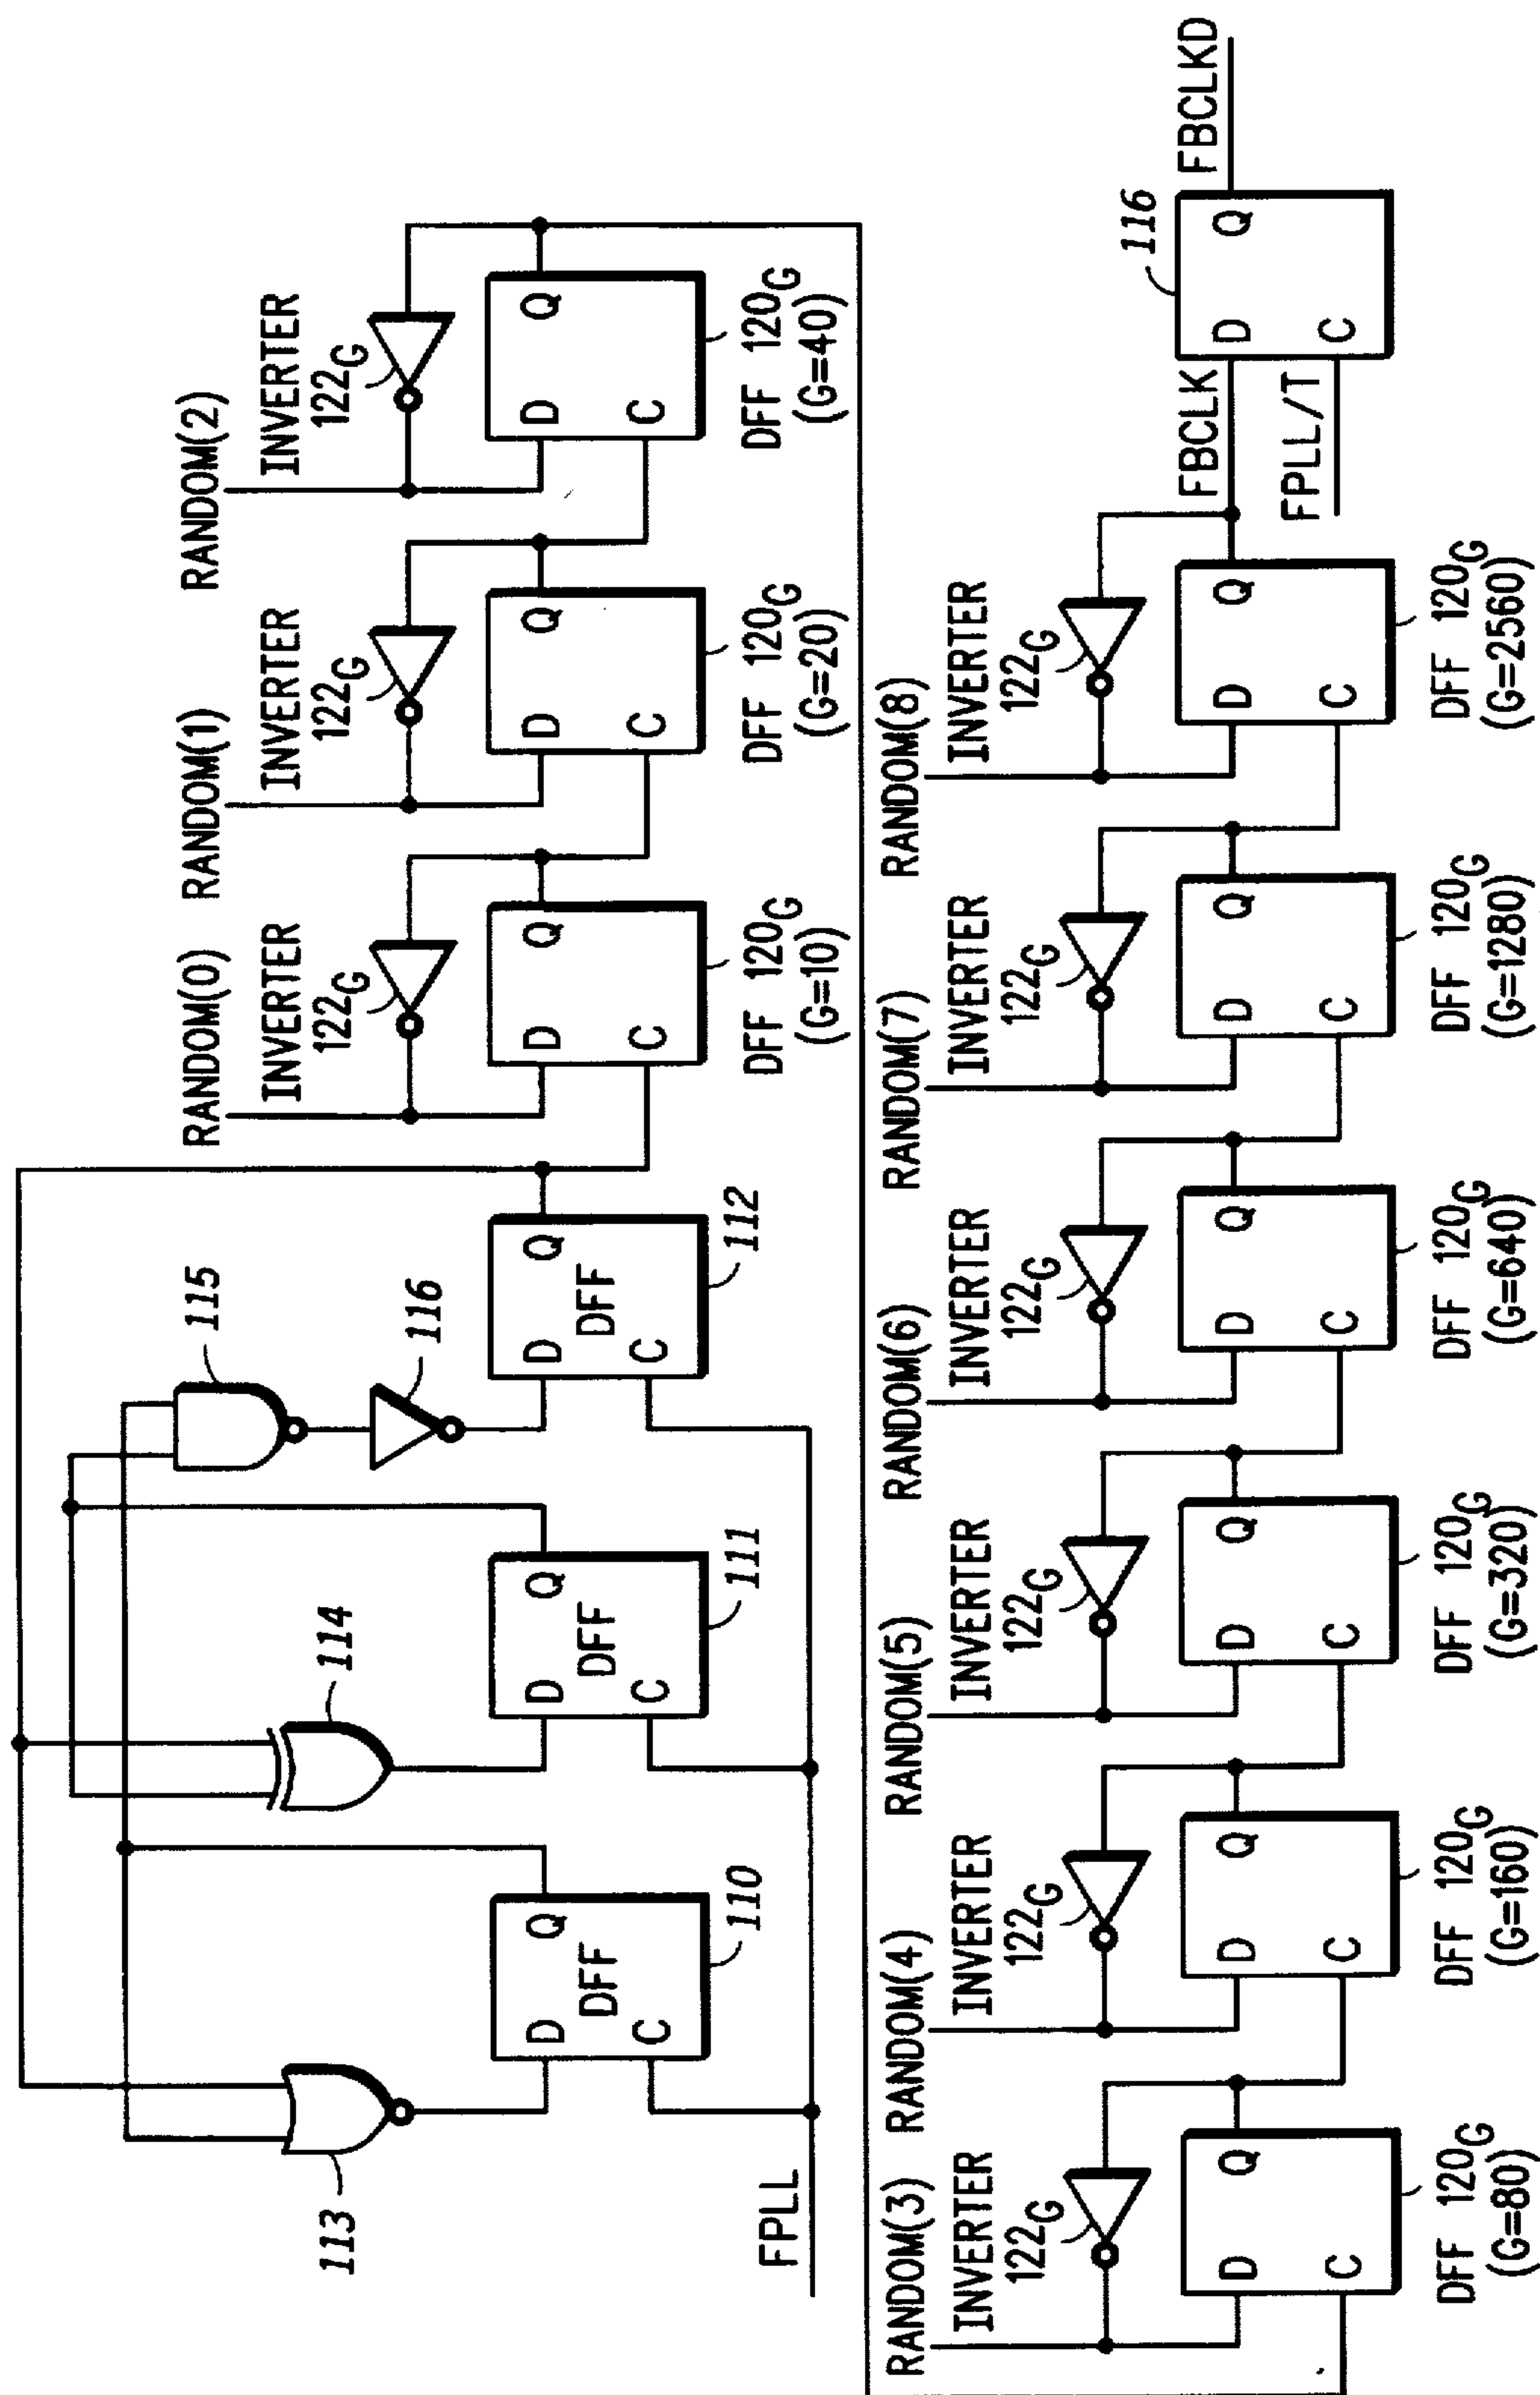 RANDOM(0) RANDOM(1) RANDOM(2)
115
INVERTER INVERTER INVERTER
122G 122G 122G
113 114 116
D Q D Q D Q D Q D Q D Q
DFF DFF DFF
C C C C C C
110 111 112
DFF 120G DFF 120G DFF 120G
(G=10) (G=20) (G=40)
FPLL
RANDOM(3) RANDOM(4) RANDOM(5) RANDOM(6) RANDOM(7) RANDOM(8)
INVERTER INVERTER INVERTER INVERTER INVERTER INVERTER
122G 122G 122G 122G 122G 122G
116
FBCLK FBCLKD
D Q D Q D Q D Q D Q D Q D Q
FPLL/T
C C C C C C C
DFF 120G DFF 120G DFF 120G DFF 120G DFF 120G DFF 120G
(G=80) (G=160) (G=320) (G=640) (G=1280) (G=2560)